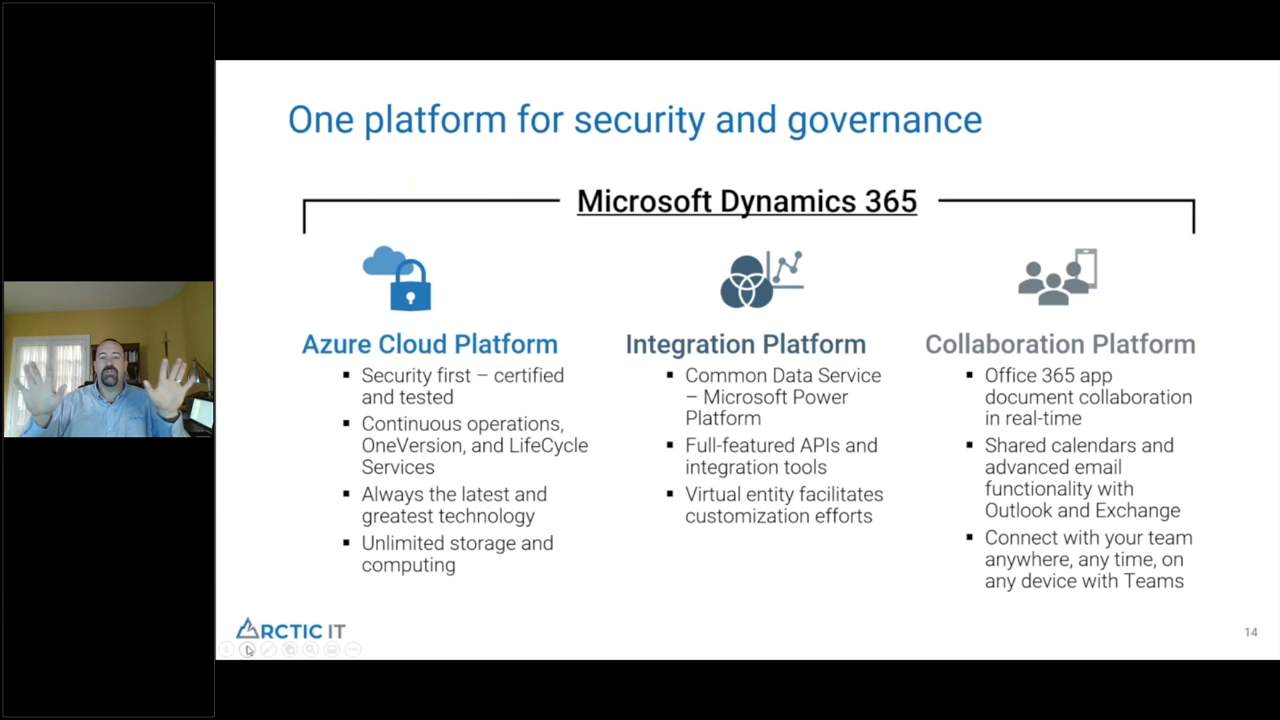 One platform for security and governance
Microsoft Dynamics 365
Azure Cloud Platform
▪ Security first – certified
and tested
▪ Continuous operations,
OneVersion, and LifeCycle
Services
▪ Always the latest and
greatest technology
▪ Unlimited storage and
computing
Integration Platform
▪ Common Data Service
– Microsoft Power
Platform
▪ Full-featured APIs and
integration tools
▪ Virtual entity facilitates
customization efforts
Collaboration Platform
▪ Office 365 app
document collaboration
in real-time
▪ Shared calendars and
advanced email
functionality with
Outlook and Exchange
▪ Connect with your team
anywhere, any time, on
any device with Teams
ARCTIC IT
14